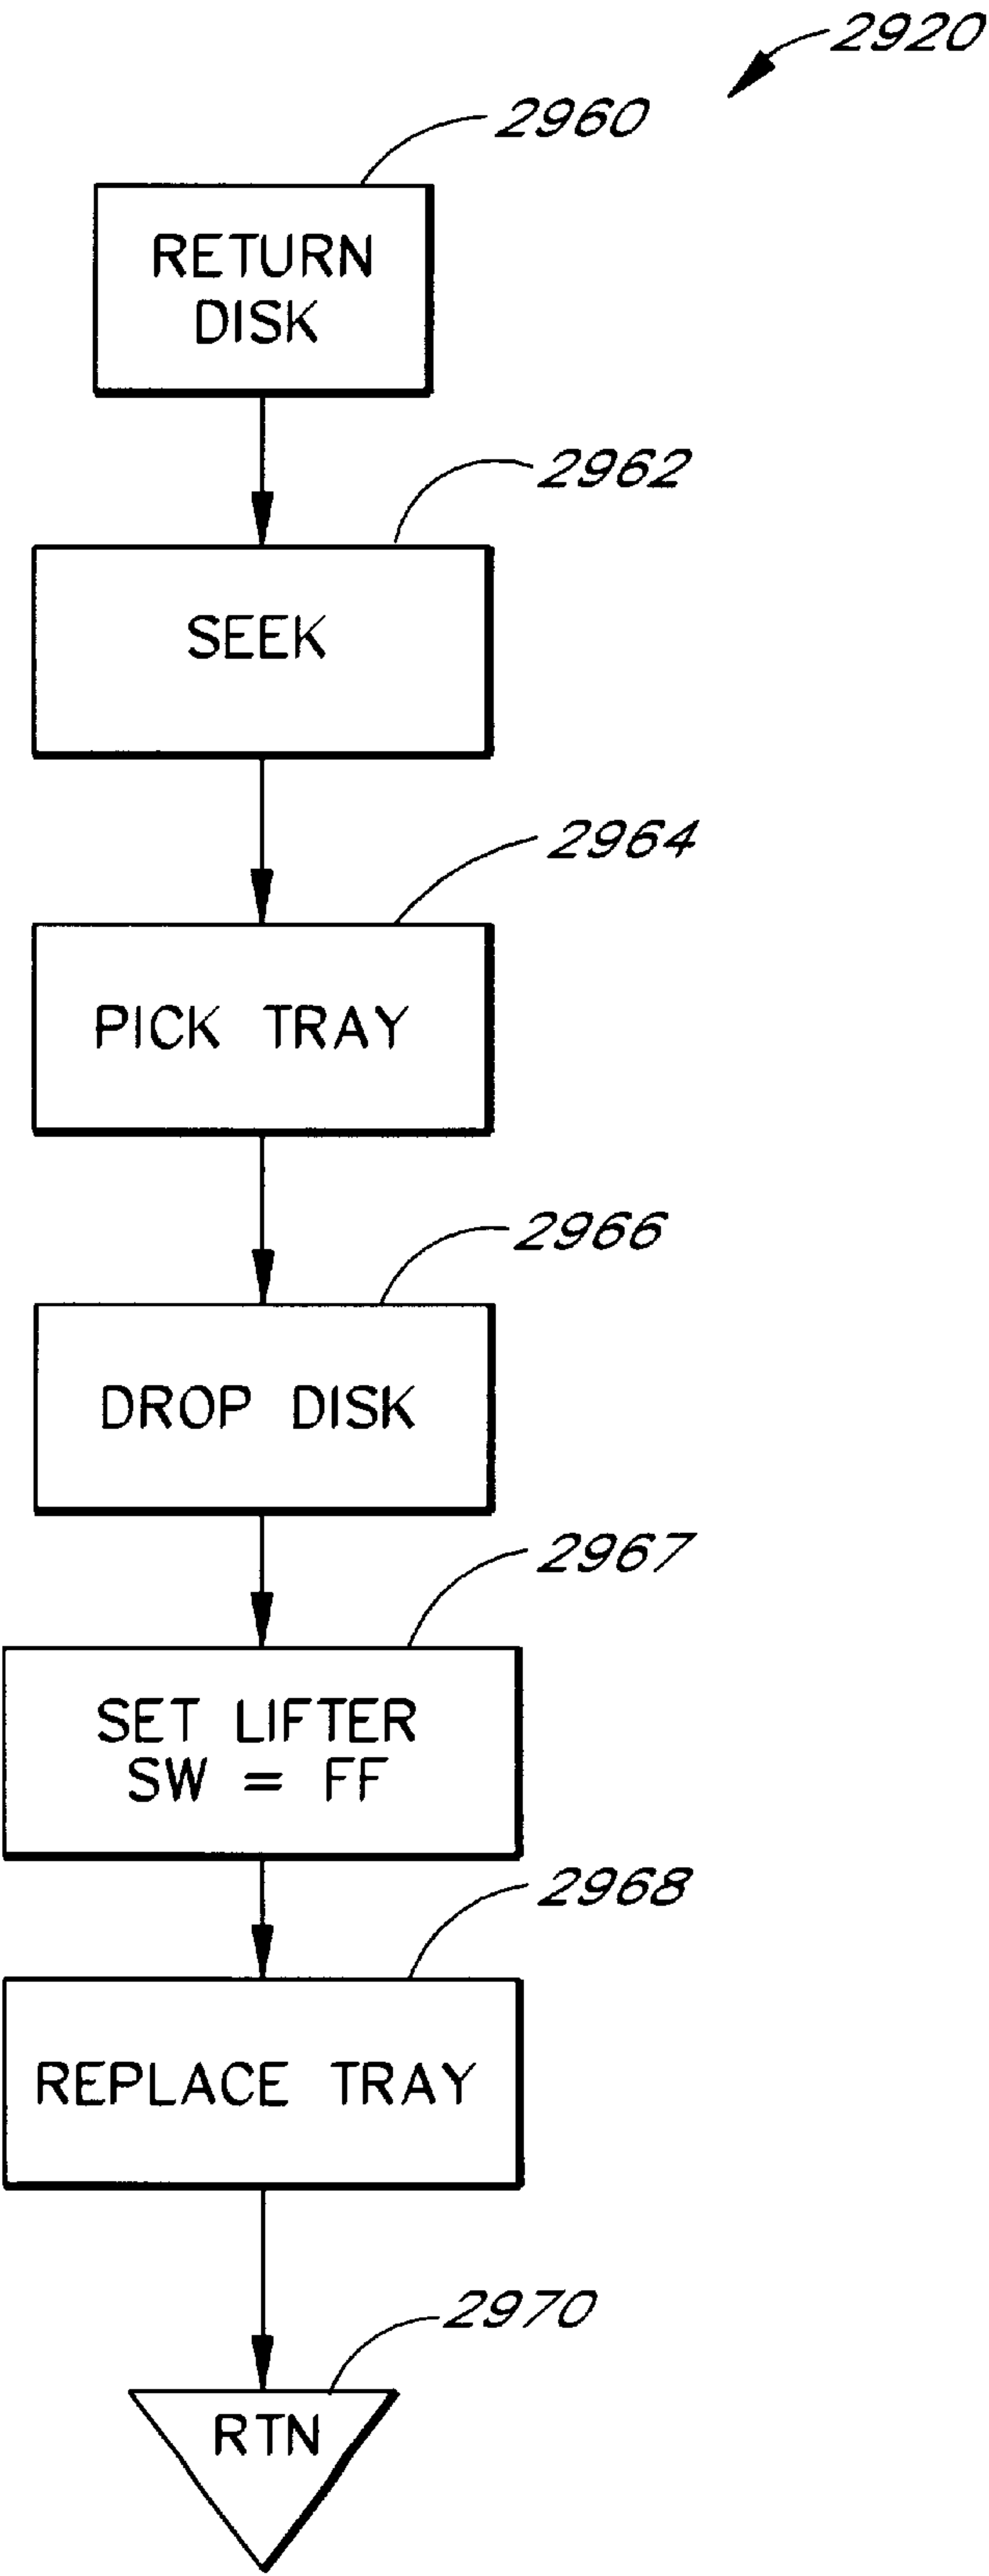 2920
2960
RETURN
DISK
2962
SEEK
2964
PICK TRAY
2966
DROP DISK
2967
SET LIFTER
SW = FF
2968
REPLACE TRAY
2970
RTN